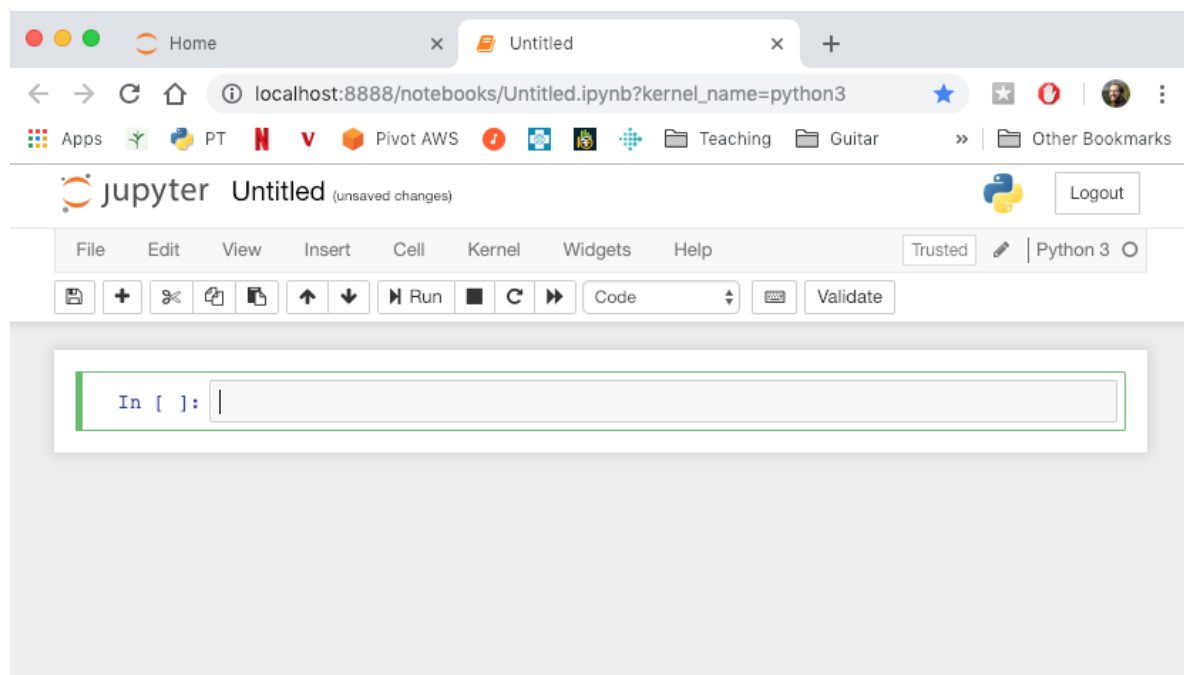 Home Untitled
localhost:8888/notebooks/Untitled.ipynb?kernel_name=python3
Apps PT N V Pivot AWS Teaching Guitar » Other Bookmarks
jupyter Untitled (unsaved changes) Logout
File Edit View Insert Cell Kernel Widgets Help Trusted Python 3
Run Code Validate
In [ ]: